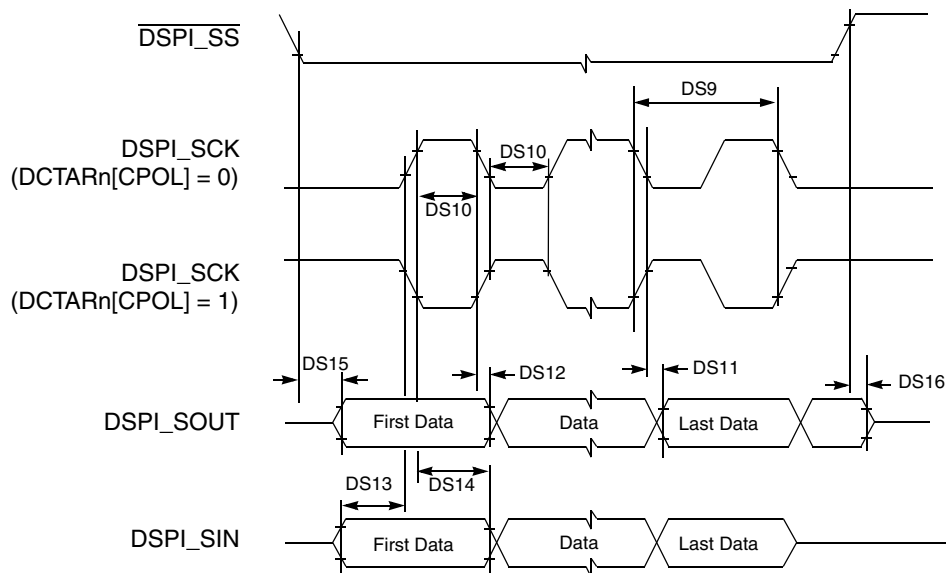 DSPI_SS
DS9
DSPI_SCK
(DCTARn[CPOL] = 0)
DS10
DS10
DSPI_SCK
(DCTARn[CPOL] = 1)
DS15
DS12
DS11
DS16
DSPI_SOUT
First Data
Data
Last Data
DS13
DS14
DSPI_SIN
First Data
Data
Last Data